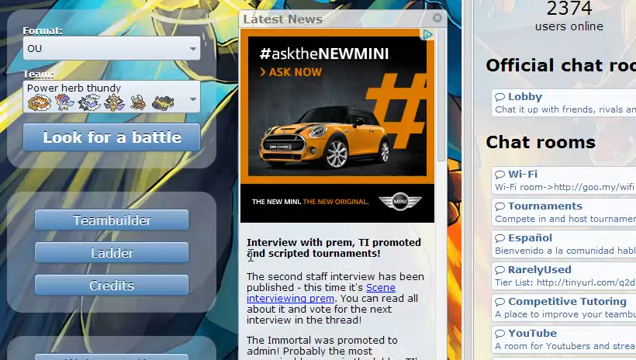 Format:
OU
Team:
Power herb thundy
Look for a battle
Teambuilder
Ladder
Credits
Latest News
#asktheNEWMINI
> ASK NOW
#
THE NEW MINI. THE NEW ORIGINAL.
MINI
Interview with prem, TI promoted
and scripted tournaments!
The second staff interview has been
published - this time it's Scene
interviewing prem. You can read all
about it and vote for the next
interview in the thread!
The Immortal was promoted to
admin! Probably the most
2374
users online
Official chat roo
Lobby
Chat it up with friends, rivals an
Chat rooms
Wi-Fi
Wi-Fi room->http://goo.me/wifi
Tournaments
Compete in and host tournamen
Español
Bienvenido a la comunidad habl
RarelyUsed
Tier List: http://tinyurl.com/q2d
Competitive Tutoring
A place to improve your teambu
YouTube
A room for Youtubers and strea